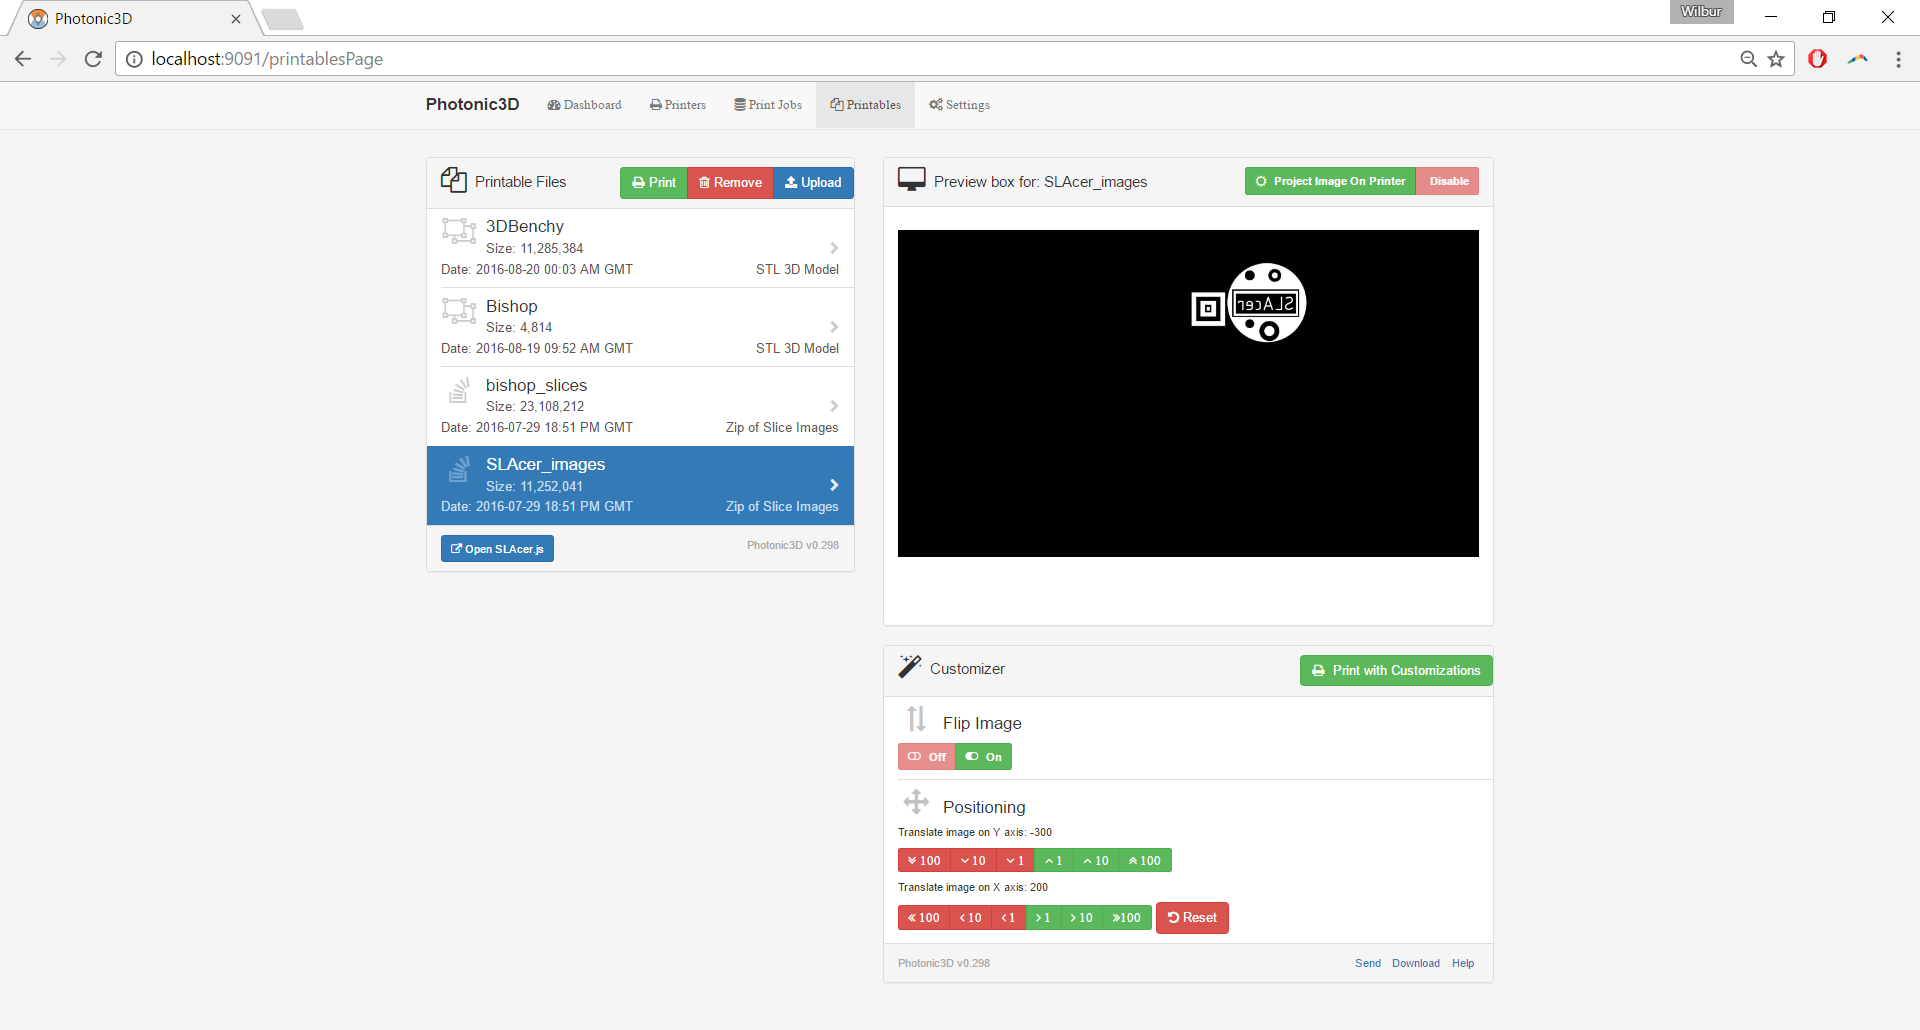 Photonic3D
Wilbur
localhost:9091/printablesPage
Photonic3D Dashboard Printers Print Jobs Printables Settings
Printable Files Print Remove Upload
3DBenchy
Size: 11,285,384
Date: 2016-08-20 00:03 AM GMT STL 3D Model
Bishop
Size: 4,814
Date: 2016-08-19 09:52 AM GMT STL 3D Model
bishop_slices
Size: 23,108,212
Date: 2016-07-29 18:51 PM GMT Zip of Slice Images
SLAcer_images
Size: 11,252,041
Date: 2016-07-29 18:51 PM GMT Zip of Slice Images
Open SLAcer.js Photonic3D v0.298
Preview box for: SLAcer_images Project Image On Printer Disable
SLAcer
Customizer Print with Customizations
Flip Image
Off On
Positioning
Translate image on Y axis: -300
100 10 1 1 10 100
Translate image on X axis: 200
100 10 1 1 10 100 Reset
Photonic3D v0.298 Send Download Help